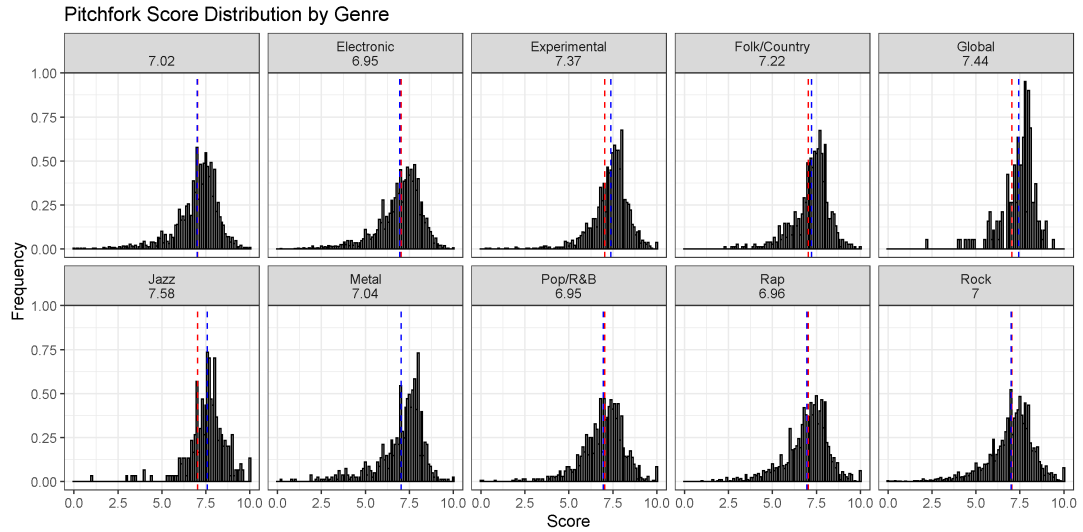 Pitchfork Score Distribution by Genre
7.02
Electronic
6.95
Experimental
7.37
Folk/Country
7.22
Global
7.44
1.00
0.75
0.50
0.25
0.00
Jazz
7.58
Metal
7.04
Pop/R&B
6.95
Rap
6.96
Rock
7
1.00
0.75
0.50
0.25
0.00
Frequency
0.0 2.5 5.0 7.5 10.0 0.0 2.5 5.0 7.5 10.0 0.0 2.5 5.0 7.5 10.0 0.0 2.5 5.0 7.5 10.0 0.0 2.5 5.0 7.5 10.0
Score